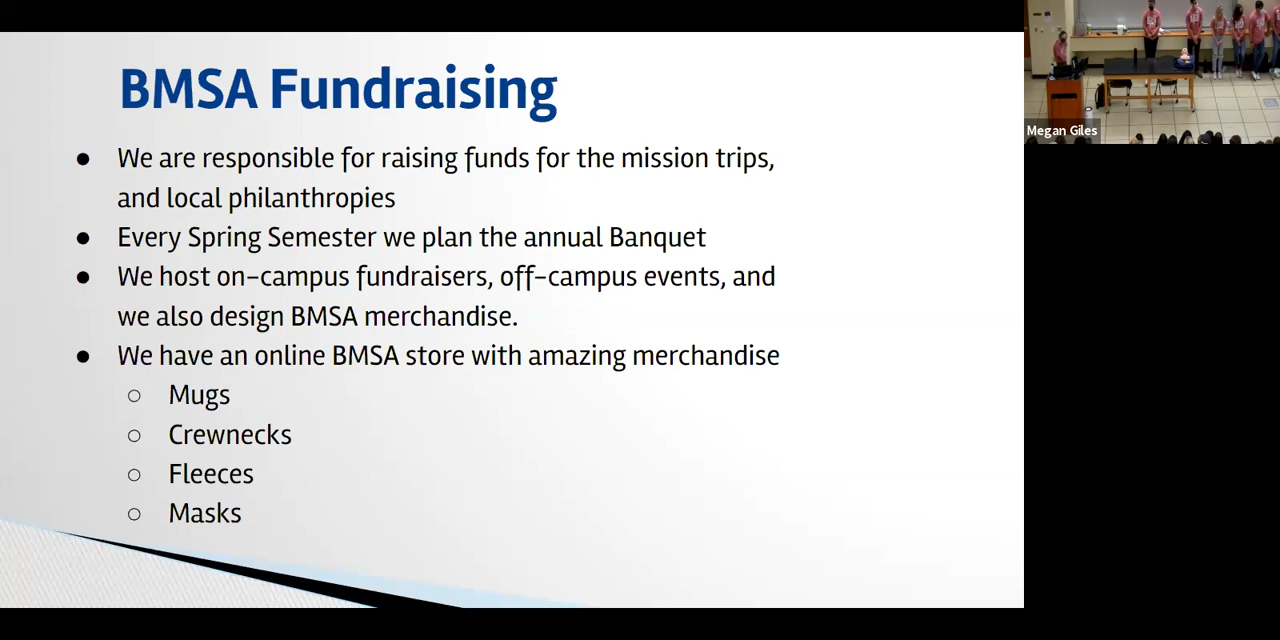 BMSA Fundraising
● We are responsible for raising funds for the mission trips,
and local philanthropies
● Every Spring Semester we plan the annual Banquet
● We host on-campus fundraisers, off-campus events, and
we also design BMSA merchandise.
● We have an online BMSA store with amazing merchandise
○ Mugs
○ Crewnecks
○ Fleeces
○ Masks
Megan Giles